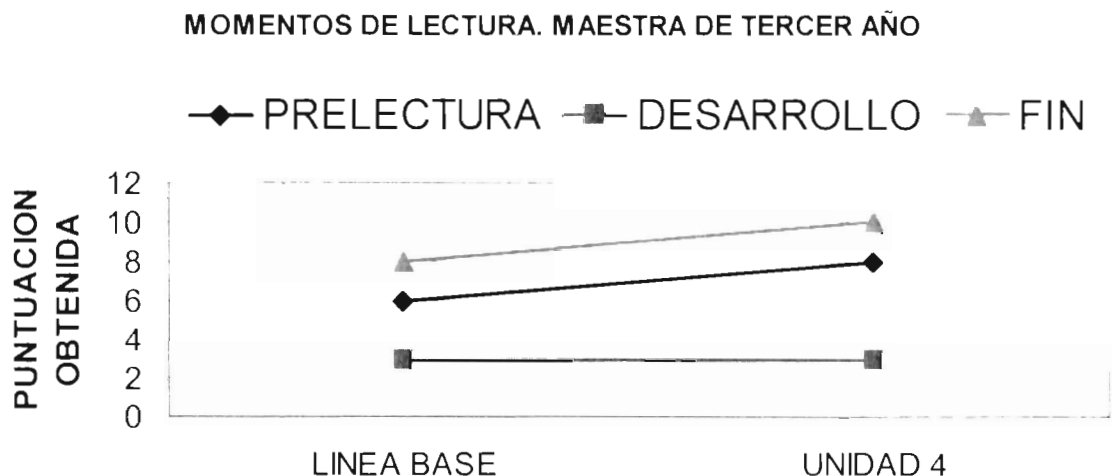 MOMENTOS DE LECTURA. MAESTRA DE TERCER AÑO
PRELECTURA DESARROLLO FIN
PUNTUACION
OBTENIDA
12
10
8
6
4
2
0
LINEA BASE UNIDAD 4